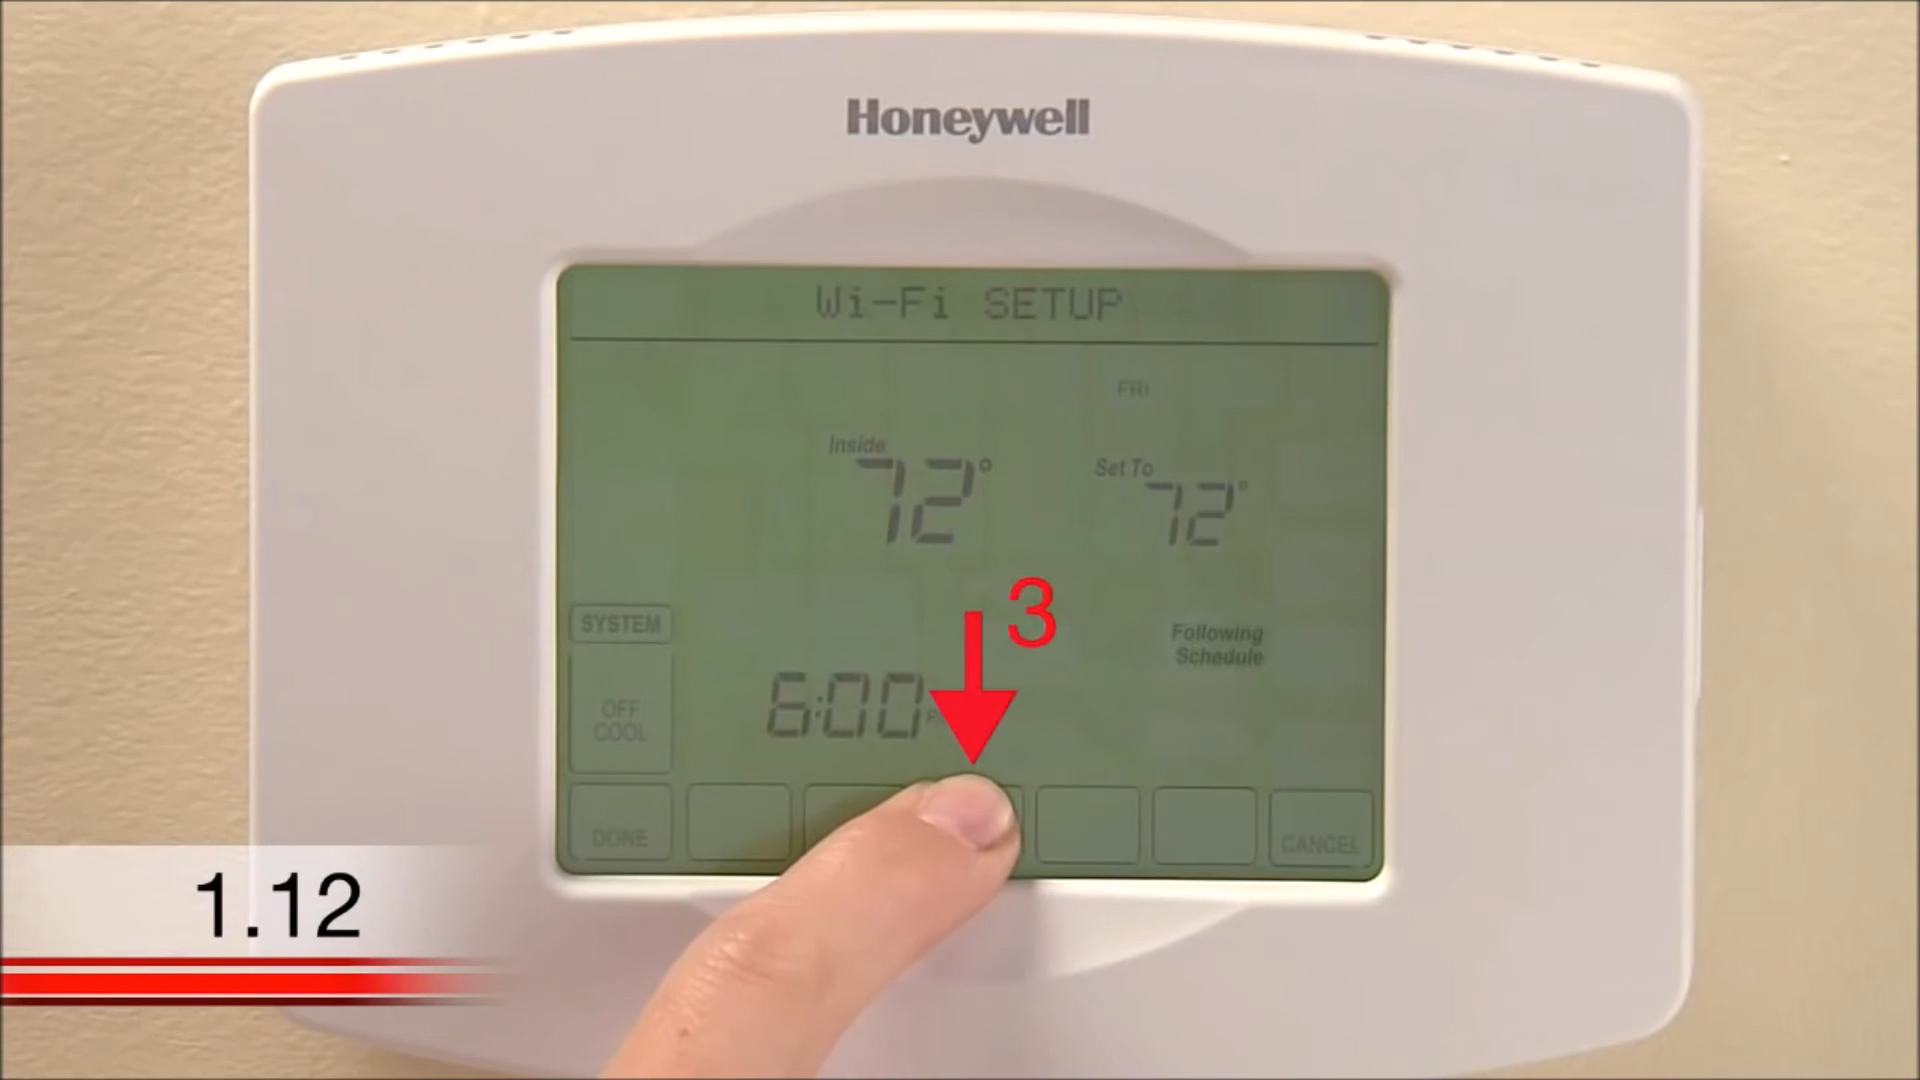 Honeywell
Wi-Fi SETUP
FRI
Inside
72°
Set To
72°
3
SYSTEM
Following
Schedule
6:00
OFF
COOL
DONE
CANCEL
1.12